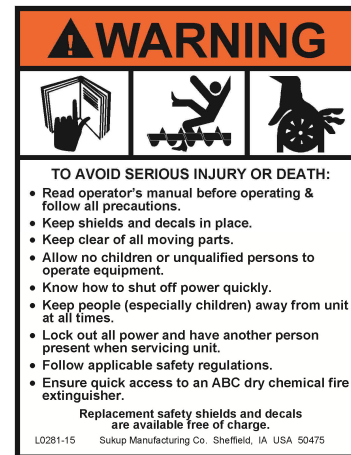 WARNING
TO AVOID SERIOUS INJURY OR DEATH:
• Read operator's manual before operating &
follow all precautions.
• Keep shields and decals in place.
• Keep clear of all moving parts.
• Allow no children or unqualified persons to
operate equipment.
• Know how to shut off power quickly.
• Keep people (especially children) away from unit
at all times.
• Lock out all power and have another person
present when servicing unit.
• Follow applicable safety regulations.
• Ensure quick access to an ABC dry chemical fire
extinguisher.
Replacement safety shields and decals
are available free of charge.
L0281-15 Sukup Manufacturing Co. Sheffield, IA USA 50475